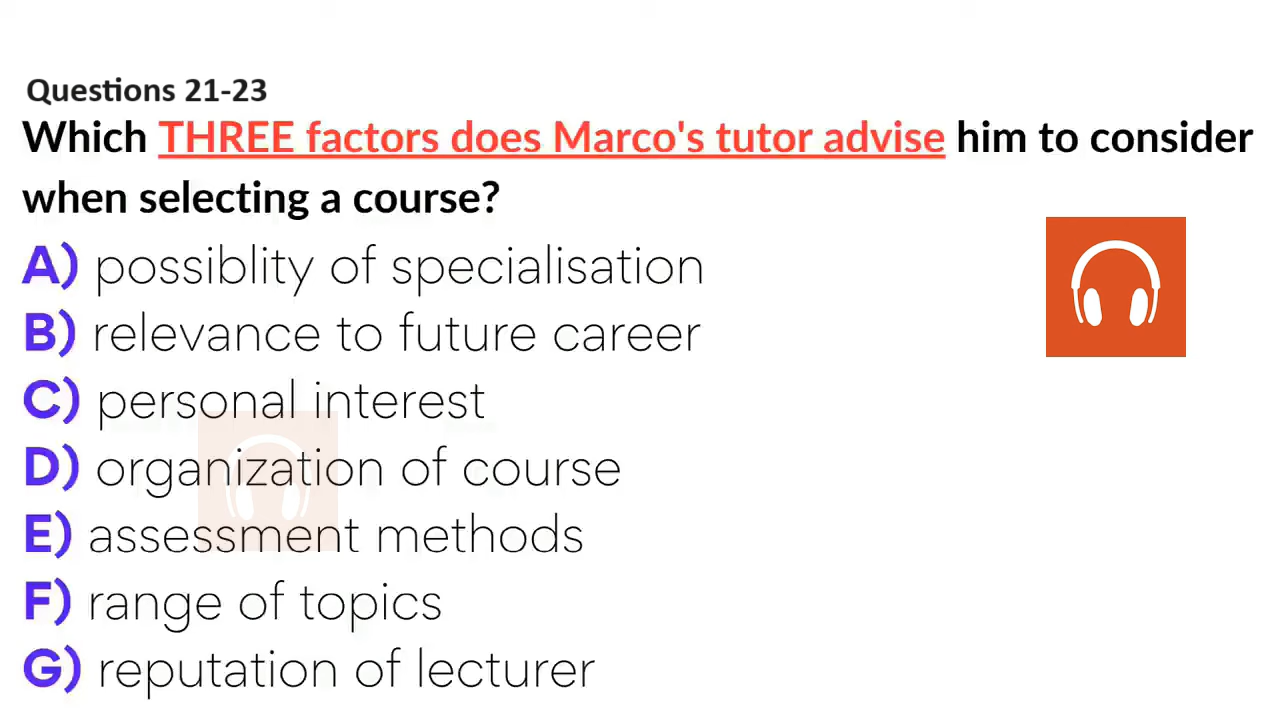 Questions 21-23
Which THREE factors does Marco's tutor advise him to consider
when selecting a course?
A) possiblity of specialisation
B) relevance to future career
C) personal interest
D) organization of course
E) assessment methods
F) range of topics
G) reputation of lecturer